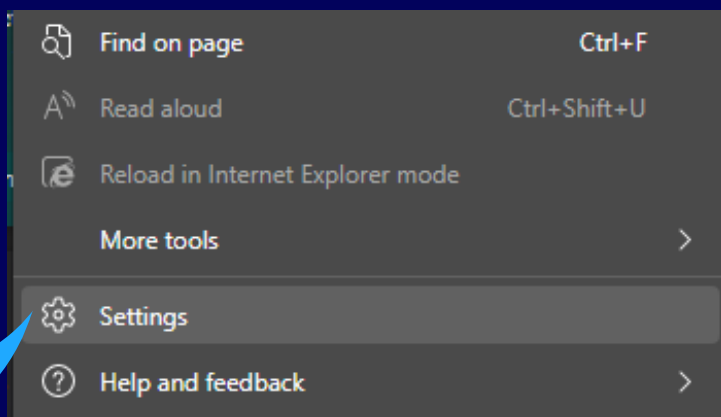 Find on page Ctrl+F
Read aloud Ctrl+Shift+U
Reload in Internet Explorer mode
More tools
Settings
Help and feedback